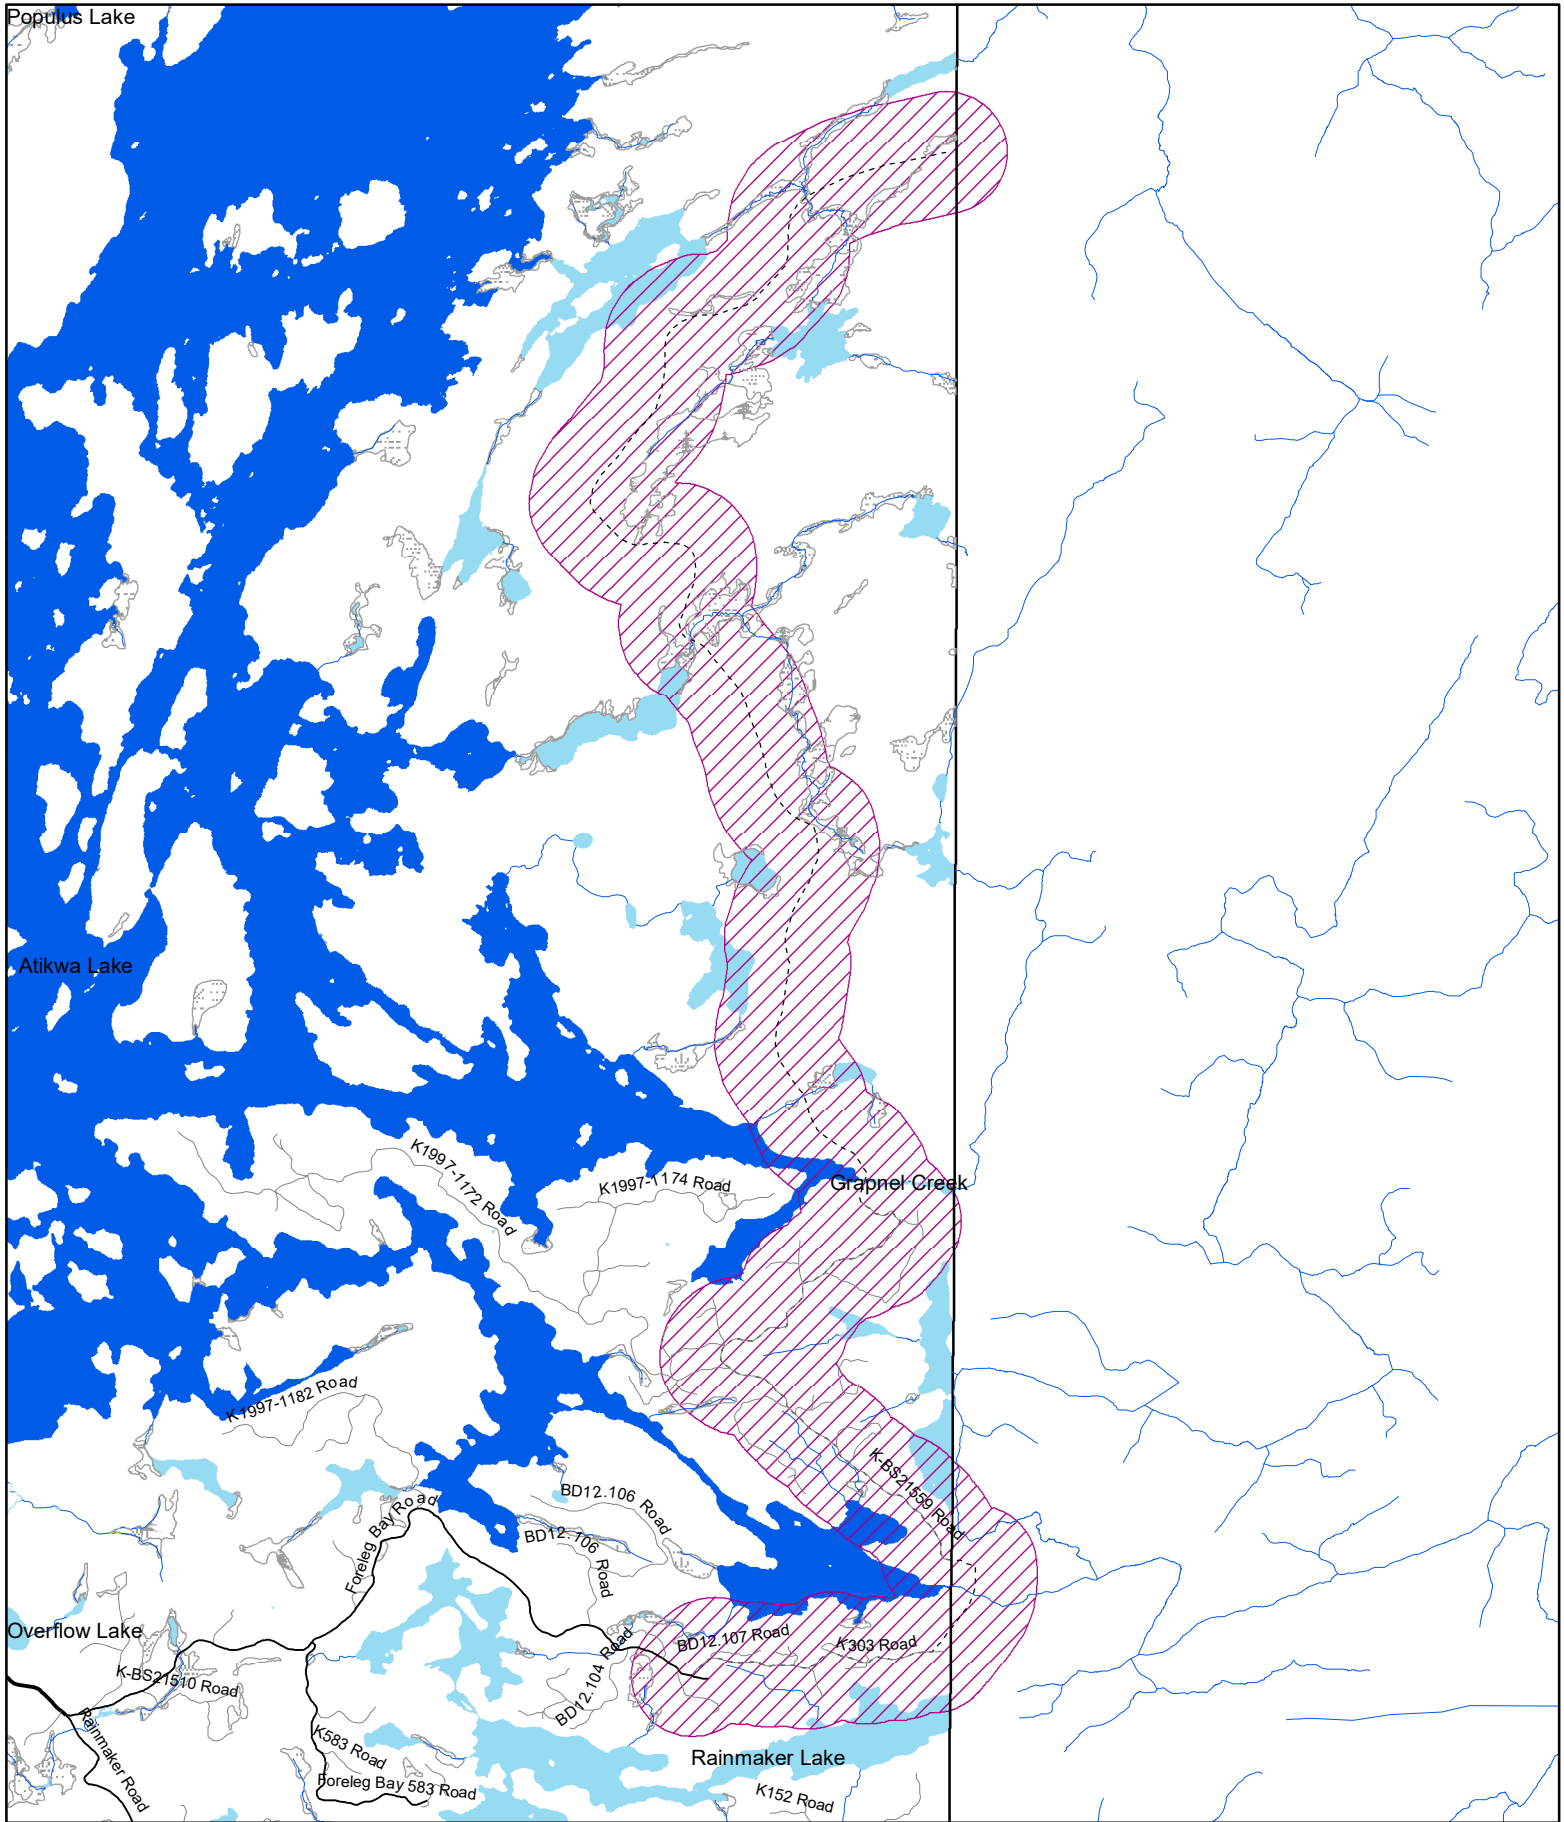 Populus Lake
Atikwa Lake
K1997-1172 Road
K1997-1174 Road
Grapnel Creek
K1997-1182 Road
K-BS21559 Road
BD12.106 Road
Foreleg Bay Road
BD12.106 Road
Overflow Lake
BD12.107 Road
K303 Road
K-BS21510 Road
BD12.104 Road
Rainmaker Road
K583 Road
Rainmaker Lake
Foreleg Bay 583 Road
K152 Road